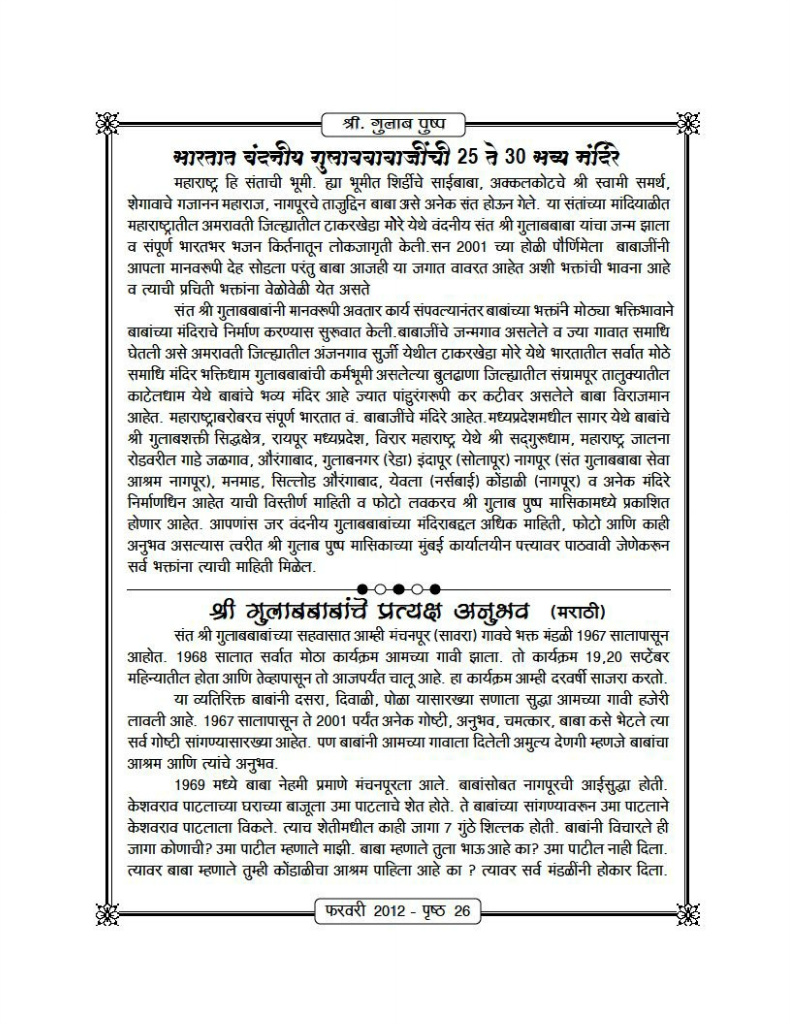 श्री. गुलाब पुष्प
भारतात वंदनीय गुलाबबाबाजींची 25 ते 30 भव्य मंदिरे
महाराष्ट्र हि संताची भूमी. ह्या भूमीत शिर्डीचे साईबाबा, अक्कलकोटचे श्री स्वामी समर्थ,
शेगावाचे गजानन महाराज, नागपूरचे ताजुद्दिन बाबा असे अनेक संत होऊन गेले. या संतांच्या मांदियाळीत
महाराष्ट्रातील अमरावती जिल्ह्यातील टाकरखेडा मोरे येथे वंदनीय संत श्री गुलाबबाबा यांचा जन्म झाला
व संपूर्ण भारतभर भजन किर्तनातून लोकजागृती केली.सन 2001 च्या होळी पौर्णिमेला बाबाजींनी
आपला मानवरूपी देह सोडला परंतु बाबा आजही या जगात वावरत आहेत अशी भक्तांची भावना आहे
व त्याची प्रचिती भक्तांना वेळोवेळी येत असते
संत श्री गुलाबबाबांनी मानवरूपी अवतार कार्य संपवल्यानंतर बाबांच्या भक्तांने मोठ्या भक्तिभावाने
बाबांच्या मंदिराचे निर्माण करण्यास सुरूवात केली.बाबाजींचे जन्मगाव असलेले व ज्या गावात समाधि
घेतली असे अमरावती जिल्ह्यातील अंजनगाव सुर्जी येथील टाकरखेडा मोरे येथे भारतातील सर्वात मोठे
समाधि मंदिर भक्तिधाम गुलाबबाबांची कर्मभूमी असलेल्या बुलढाणा जिल्ह्यातील संग्रामपूर तालुक्यातील
काटेलधाम येथे बाबांचे भव्य मंदिर आहे ज्यात पांडुरंगरूपी कर कटीवर असलेले बाबा विराजमान
आहेत. महाराष्ट्राबरोबरच संपूर्ण भारतात वं. बाबाजींचे मंदिरे आहेत.मध्यप्रदेशमधील सागर येथे बाबांचे
श्री गुलाबशक्ती सिद्धक्षेत्र, रायपूर मध्यप्रदेश, विरार महाराष्ट्र येथे श्री सद्गुरूधाम, महाराष्ट्र जालना
रोडवरील गाडे जळगाव, औरंगाबाद, गुलाबनगर (रेडा) इंदापूर (सोलापूर) नागपूर (संत गुलाबबाबा सेवा
आश्रम नागपूर), मनमाड, सिल्लोड औरंगाबाद, येवला (नर्सबाई) कोंडाळी (नागपूर) व अनेक मंदिरे
निर्माणधिन आहेत याची विस्तीर्ण माहिती व फोटो लवकरच श्री गुलाब पुष्प मासिकामध्ये प्रकाशित
होणार आहेत. आपणांस जर वंदनीय गुलाबबाबांच्या मंदिराबद्दल अधिक माहिती, फोटो आणि काही
अनुभव असल्यास त्वरीत श्री गुलाब पुष्प मासिकाच्या मुंबई कार्यालयीन पत्त्यावर पाठवावी जेणेकरून
सर्व भक्तांना त्याची माहिती मिळेल.
श्री गुलाबबाबांचे प्रत्यक्ष अनुभव (मराठी)
संत श्री गुलाबबाबांच्या सहवासात आम्ही मंचनपूर (सावरा) गावचे भक्त मंडळी 1967 सालापासून
आहोत. 1968 सालात सर्वात मोठा कार्यक्रम आमच्या गावी झाला. तो कार्यक्रम 19,20 सप्टेंबर
महिन्यातील होता आणि तेव्हापासून तो आजपर्यंत चालू आहे. हा कार्यक्रम आम्ही दरवर्षी साजरा करतो.
या व्यतिरिक्त बाबांनी दसरा, दिवाळी, पोळा यासारख्या सणाला सुद्धा आमच्या गावी हजेरी
लावली आहे. 1967 सालापासून ते 2001 पर्यंत अनेक गोष्टी, अनुभव, चमत्कार, बाबा कसे भेटले त्या
सर्व गोष्टी सांगण्यासारख्या आहेत. पण बाबांनी आमच्या गावाला दिलेली अमुल्य देणगी म्हणजे बाबांचा
आश्रम आणि त्यांचे अनुभव.
1969 मध्ये बाबा नेहमी प्रमाणे मंचनपूरला आले. बाबांसोबत नागपूरची आईसुद्धा होती.
केशवराव पाटलाच्या घराच्या बाजूला उमा पाटलाचे शेत होते. ते बाबांच्या सांगण्यावरून उमा पाटलाने
केशवराव पाटलाला विकले. त्याच शेतीमधील काही जागा 7 गुंठे शिल्लक होती. बाबांनी विचारले ही
जागा कोणाची? उमा पाटील म्हणाले माझी. बाबा म्हणाले तुला भाऊ आहे का? उमा पाटील नाही दिला.
त्यावर बाबा म्हणाले तुम्ही कोंडाळीचा आश्रम पाहिला आहे का ? त्यावर सर्व मंडळींनी होकार दिला.
फरवरी 2012 - पृष्ठ 26